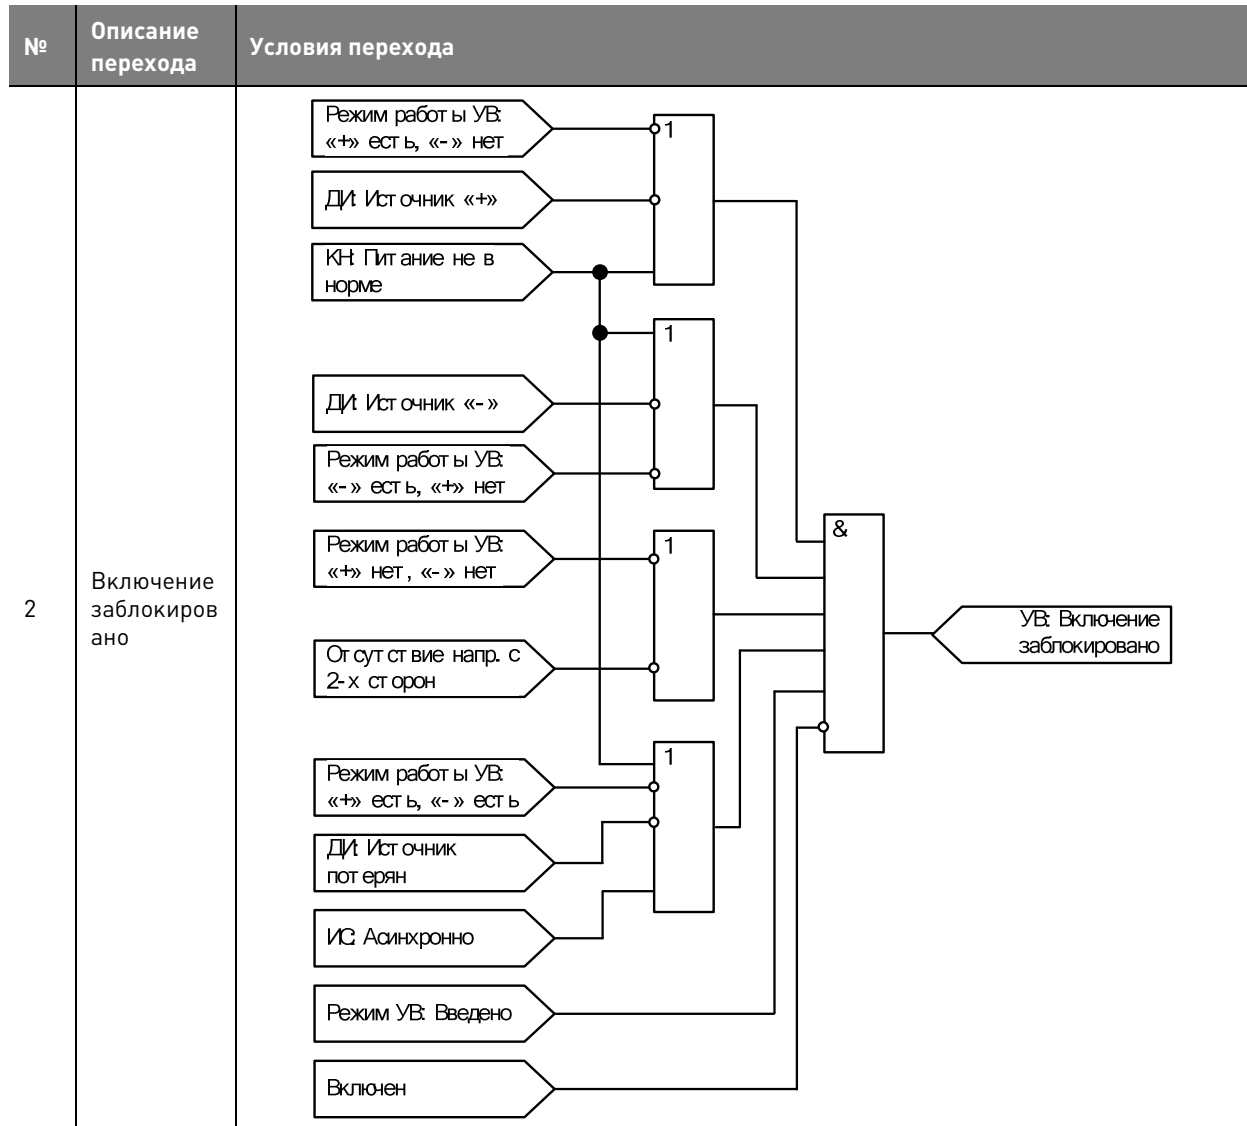 №
Описание
перехода
Условия перехода
2
Включение
заблокиров
ано
Режим работы УВ:
«+» есть, «-» нет
ДИ: Источник «+»
КН: Питание не в
норме
ДИ: Источник «-»
Режим работы УВ:
«-» есть, «+» нет
Режим работы УВ:
«+» нет, «-» нет
Отсутствие напр. с
2-х сторон
Режим работы УВ:
«+» есть, «-» есть
ДИ: Источник
потерян
ИС: Асинхронно
Режим УВ: Введено
Включен
1
1
1
1
&
УВ: Включение
заблокировано